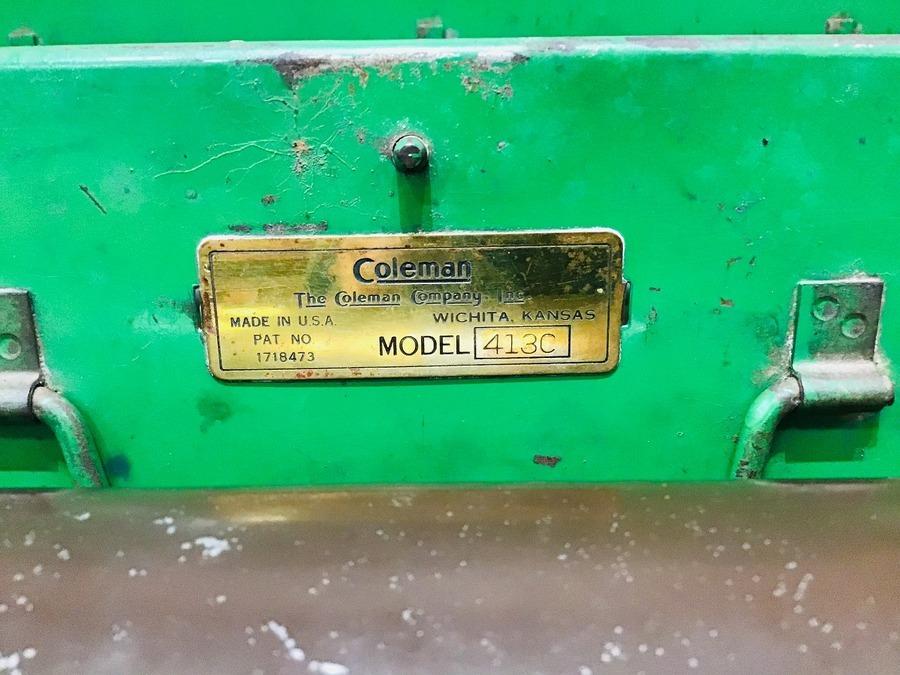 Coleman
The Coleman Company, Inc.
MADE IN U.S.A. WICHITA, KANSAS
PAT. NO
1718473
MODEL 413C